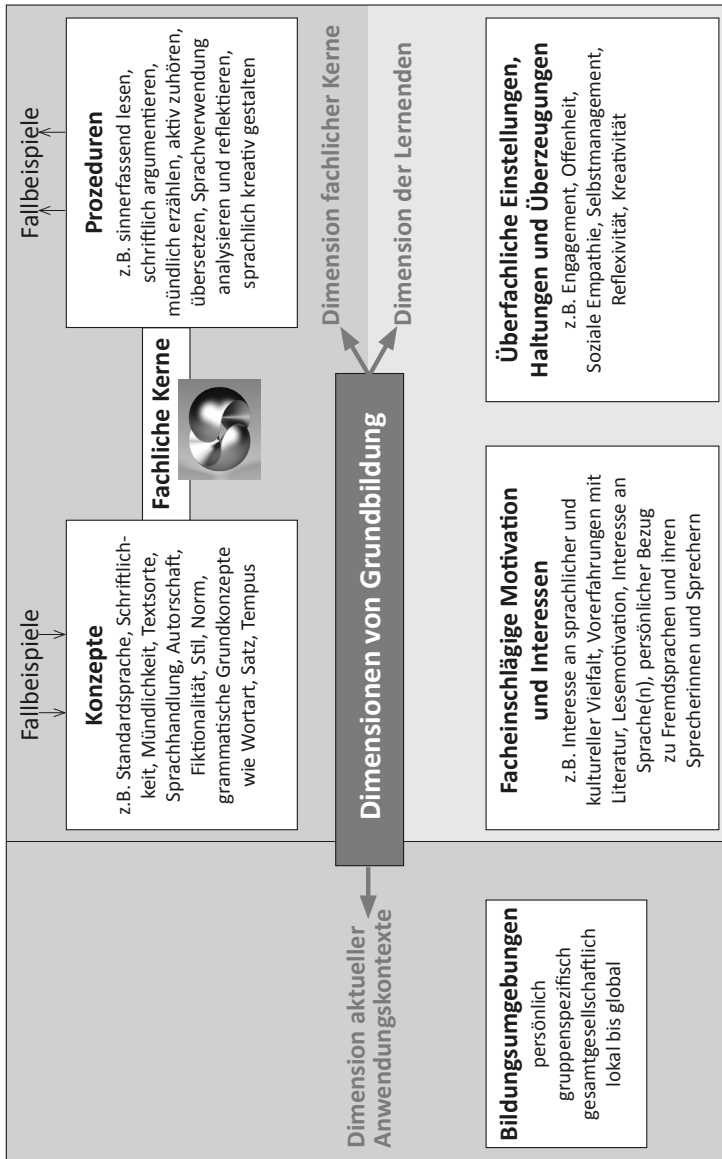 Fallbeispiele
Konzepte
z.B. Standardsprache, Schriftlich-
keit, Mündlichkeit, Textsorte,
Sprachhandlung, Autorschaft,
Fiktionalität, Stil, Norm,
grammatische Grundkonzepte
wie Wortart, Satz, Tempus
Fachliche Kerne
Fallbeispiele
Prozeduren
z.B. sinnerfassend lesen,
schriftlich argumentieren,
mündlich erzählen, aktiv zuhören,
übersetzen, Sprachverwendung
analysieren und reflektieren,
sprachlich kreativ gestalten
Dimension aktueller
Anwendungskontexte
Dimensionen von Grundbildung
Dimension fachlicher Kerne
Dimension der Lernenden
Bildungsumgebungen
persönlich
gruppenspezifisch
gesamtgesellschaftlich
lokal bis global
Facheinschlägige Motivation
und Interessen
z.B. Interesse an sprachlicher und
kultureller Vielfalt, Vorerfahrungen mit
Literatur, Lesemotivation, Interesse an
Sprache(n), persönlicher Bezug
zu Fremdsprachen und ihren
Sprecherinnen und Sprechern
Überfachliche Einstellungen,
Haltungen und Überzeugungen
z.B. Engagement, Offenheit,
Soziale Empathie, Selbstmanagement,
Reflexivität, Kreativität